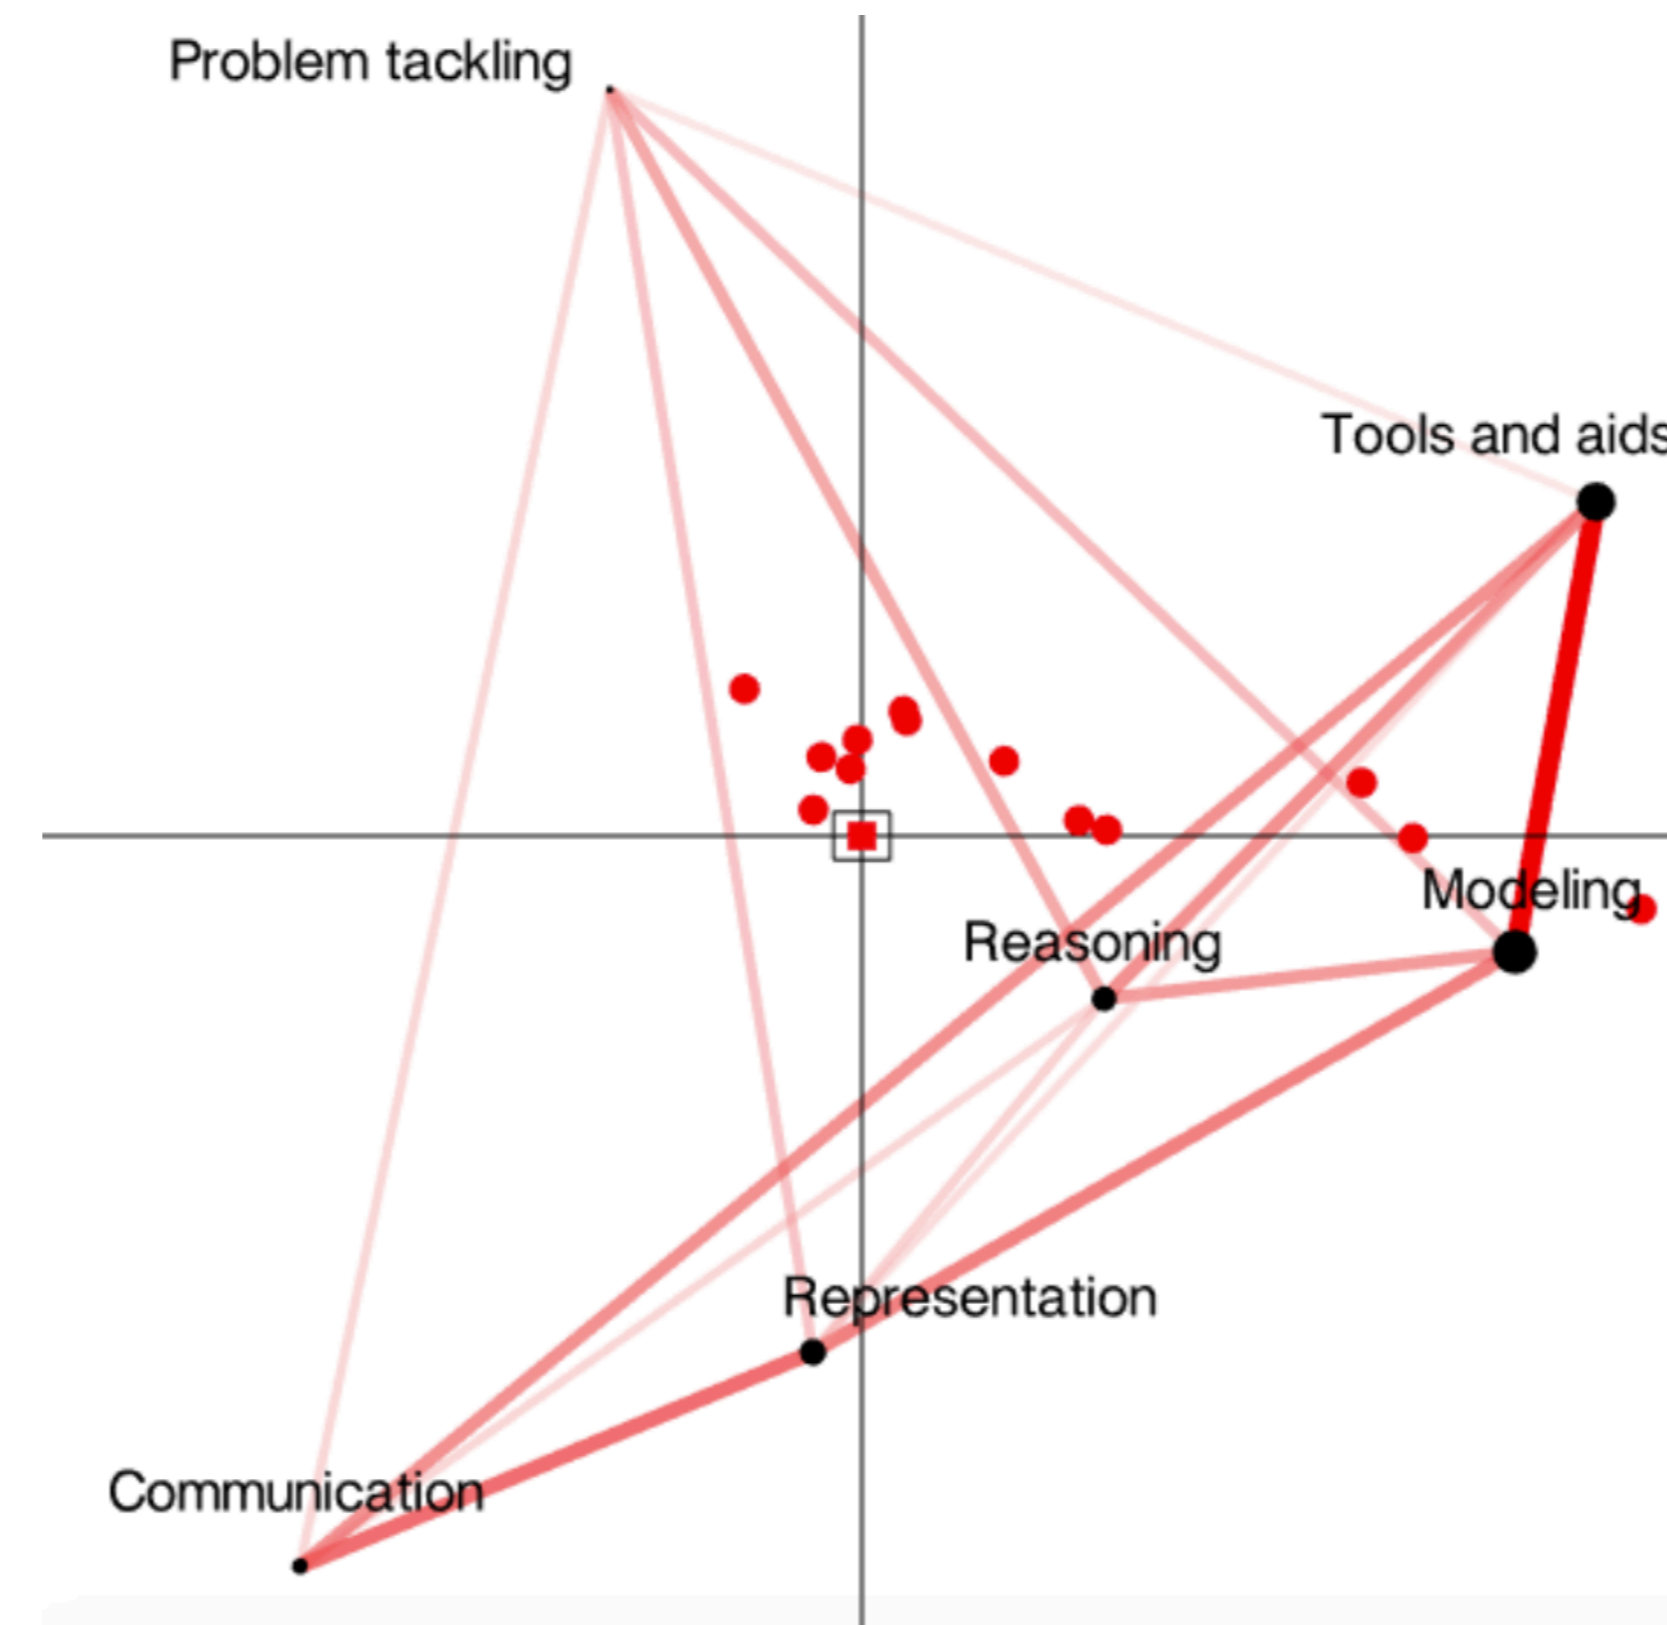 Problem tackling
Tools and aids
Modeling
Reasoning
Representation
Communication